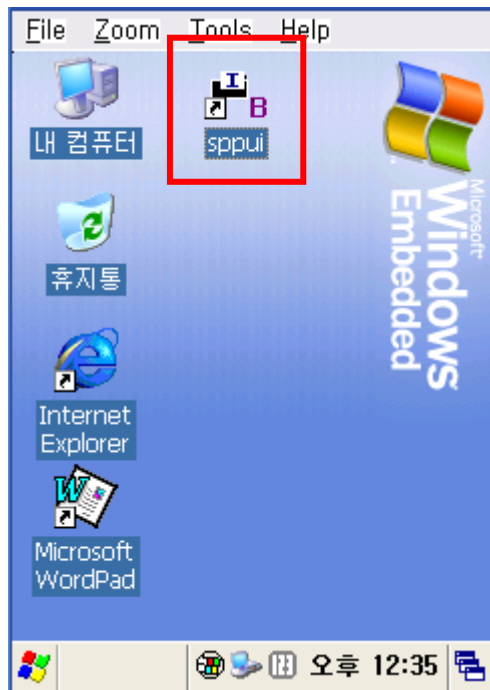 File Zoom Tools Help
내 컴퓨터
I B
sppui
휴지통
Internet
Explorer
Microsoft
WordPad
Microsoft
Windows
Embedded
오후 12:35